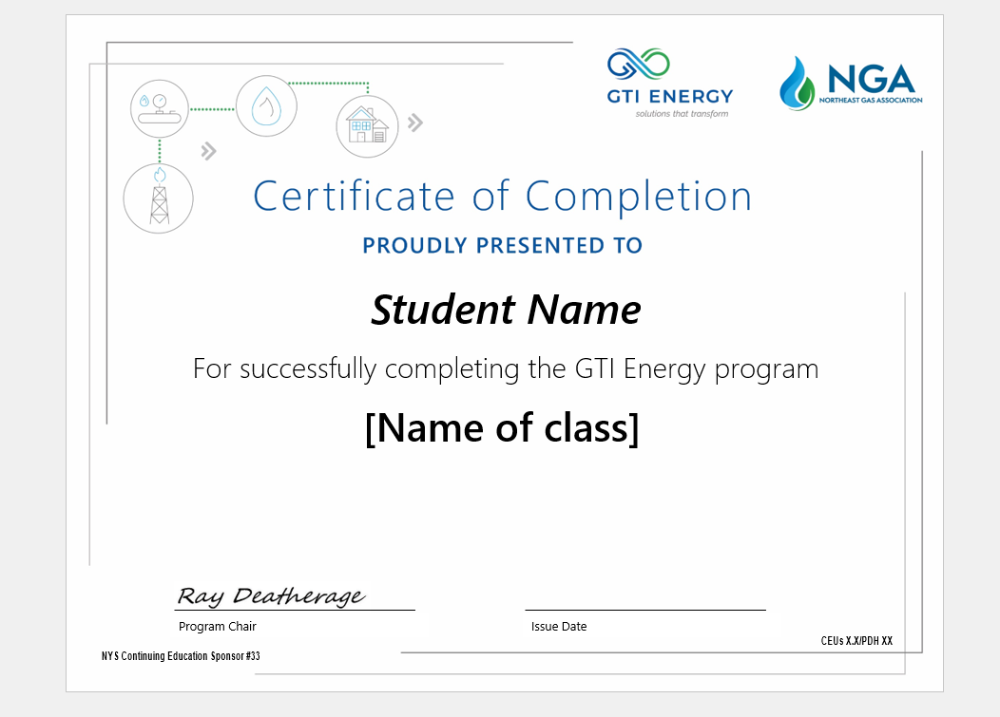 GTI ENERGY
solutions that transform
NGA
NORTHEAST GAS ASSOCIATION
Certificate of Completion
PROUDLY PRESENTED TO
Student Name
For successfully completing the GTI Energy program
[Name of class]
Ray Deatherage
Program Chair
Issue Date
CEUs X.X/PDH XX
NYS Continuing Education Sponsor #33